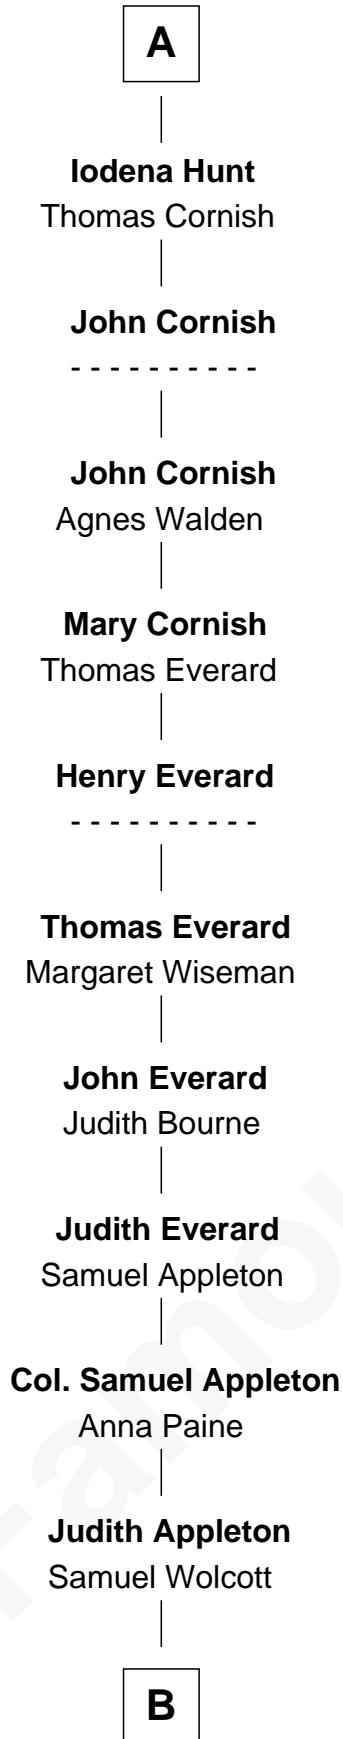 A
Iodena Hunt
Thomas Cornish
John Cornish
- - - - - - - - - -
John Cornish
Agnes Walden
Mary Cornish
Thomas Everard
Henry Everard
- - - - - - - - - -
Thomas Everard
Margaret Wiseman
John Everard
Judith Bourne
Judith Everard
Samuel Appleton
Col. Samuel Appleton
Anna Paine
Judith Appleton
Samuel Wolcott
B